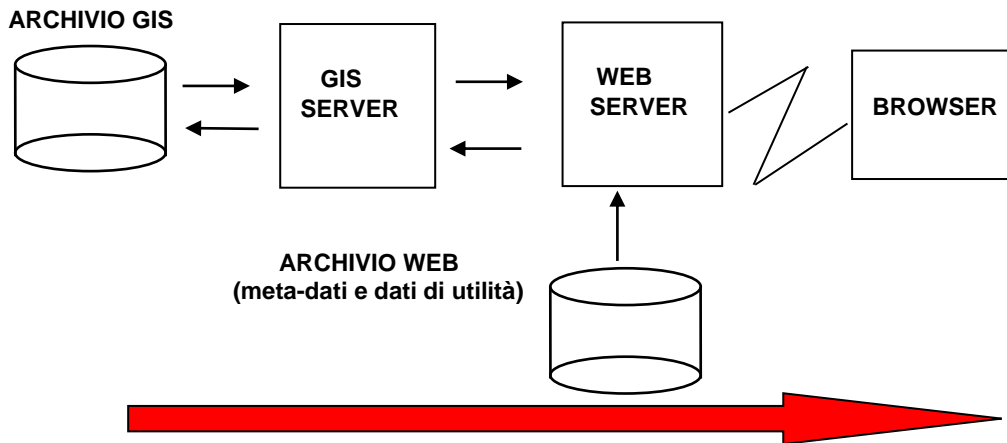 ARCHIVIO GIS
GIS
SERVER
WEB
SERVER
BROWSER
ARCHIVIO WEB
(meta-dati e dati di utilità)